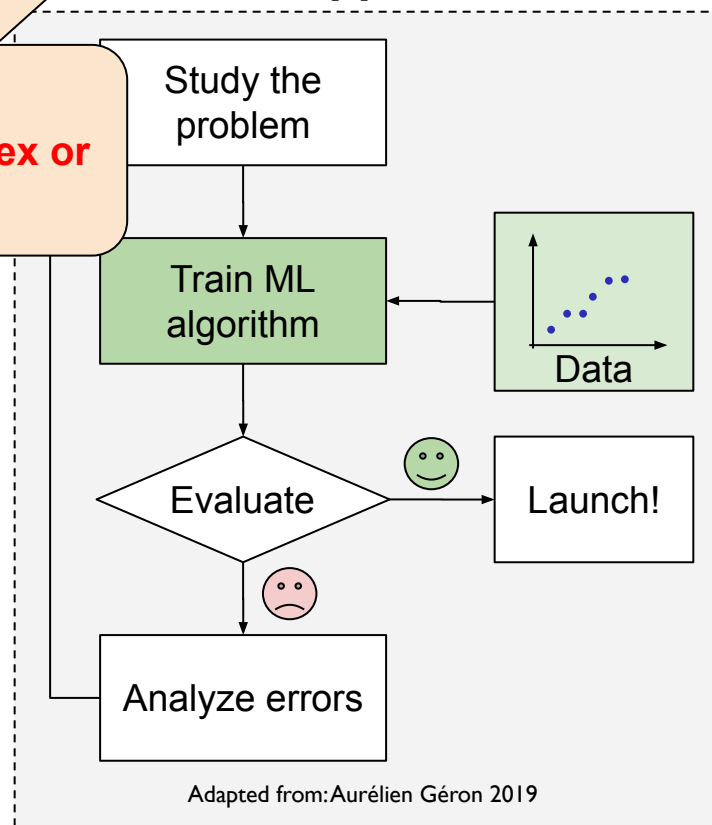 Study the
problem
ex or
Train ML
algorithm
Data
Evaluate
Launch!
Analyze errors
Adapted from: Aurélien Géron 2019